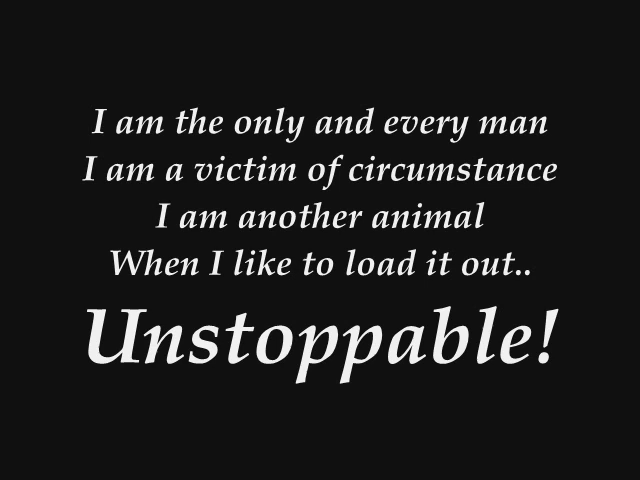 I am the only and every man
I am a victim of circumstance
I am another animal
When I like to load it out..
Unstoppable!